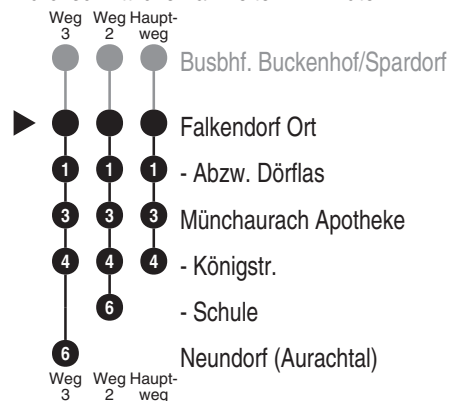 Weg Weg Haupt-
3 2 weg
Busbhf. Buckenhof/Spardorf
Falkendorf Ort
1 1 1 - Abzw. Dörflas
3 3 3 Münchaurach Apotheke
4 4 4 - Königstr.
6 - Schule
6 Neundorf (Aurachtal)
Weg Weg Haupt-
3 2 weg